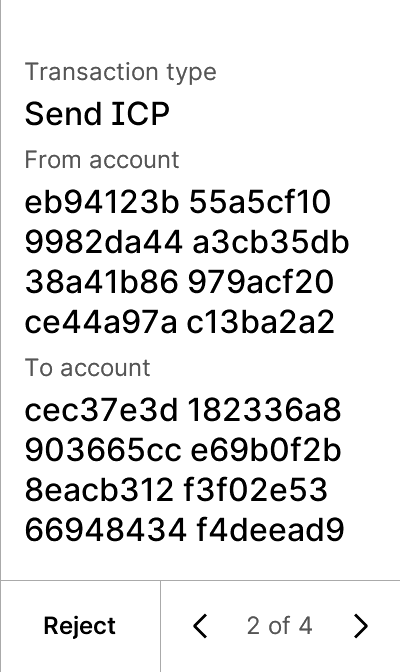 Transaction type
Send ICP
From account
eb94123b 55a5cf10
9982da44 a3cb35db
38a41b86 979acf20
ce44a97a c13ba2a2
To account
cec37e3d 182336a8
903665cc e69b0f2b
8eacb312 f3f02e53
66948434 f4deead9
Reject
2 of 4